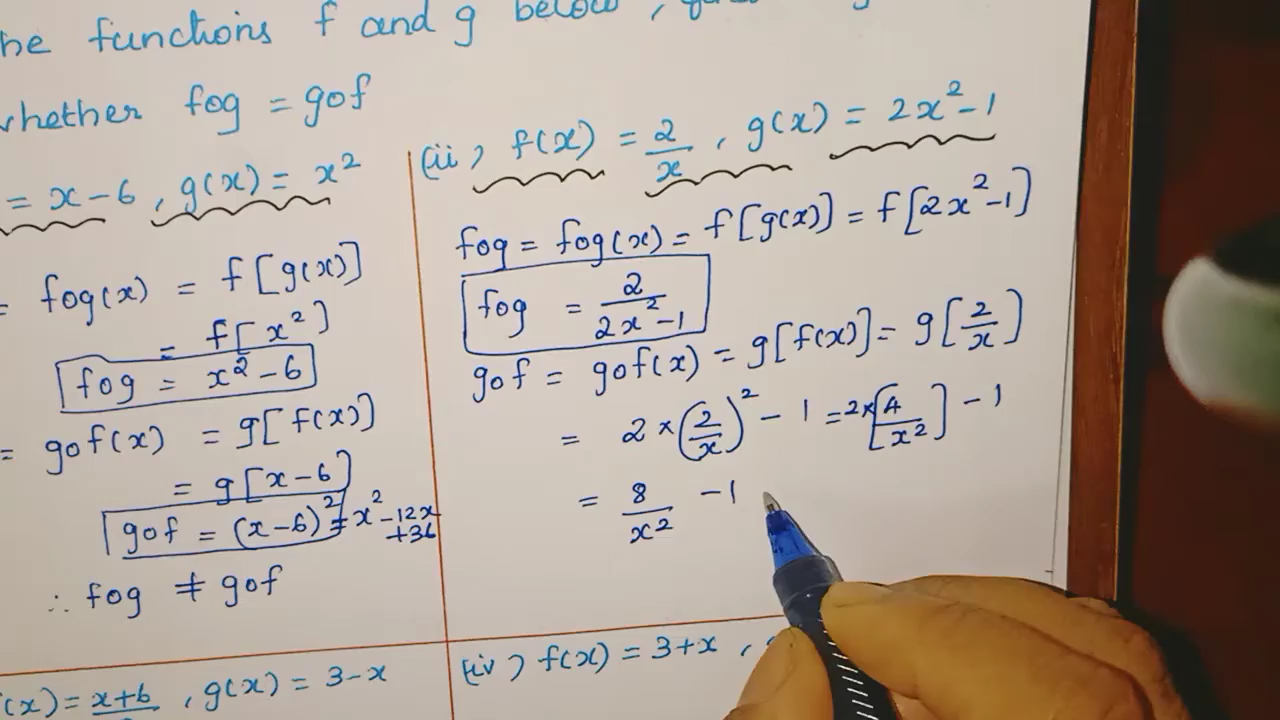 he functions f and g below,
whether fog = gof
= x-6, g(x) = x²
= fog(x) = f[g(x)]
= f[x²]
fog = x²-6
= gof(x) = g[f(x)]
= g[x-6]
gof = (x-6)² = x² -12x +36
∴ fog ≠ gof
(ii) f(x) = 2/x, g(x) = 2x²-1
fog = fog(x) = f[g(x)] = f[2x²-1]
fog = 2/(2x²-1)
gof = gof(x) = g[f(x)] = g[2/x]
= 2×(2/x)² - 1 = 2×[4/x²] - 1
= 8/x² - 1
(x) = x+6, g(x) = 3-x
(iv) f(x) = 3+x,